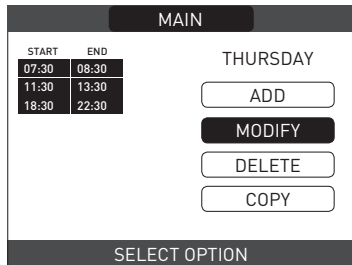 MAIN
START END
07:30 08:30
11:30 13:30
18:30 22:30
THURSDAY
ADD
MODIFY
DELETE
COPY
SELECT OPTION